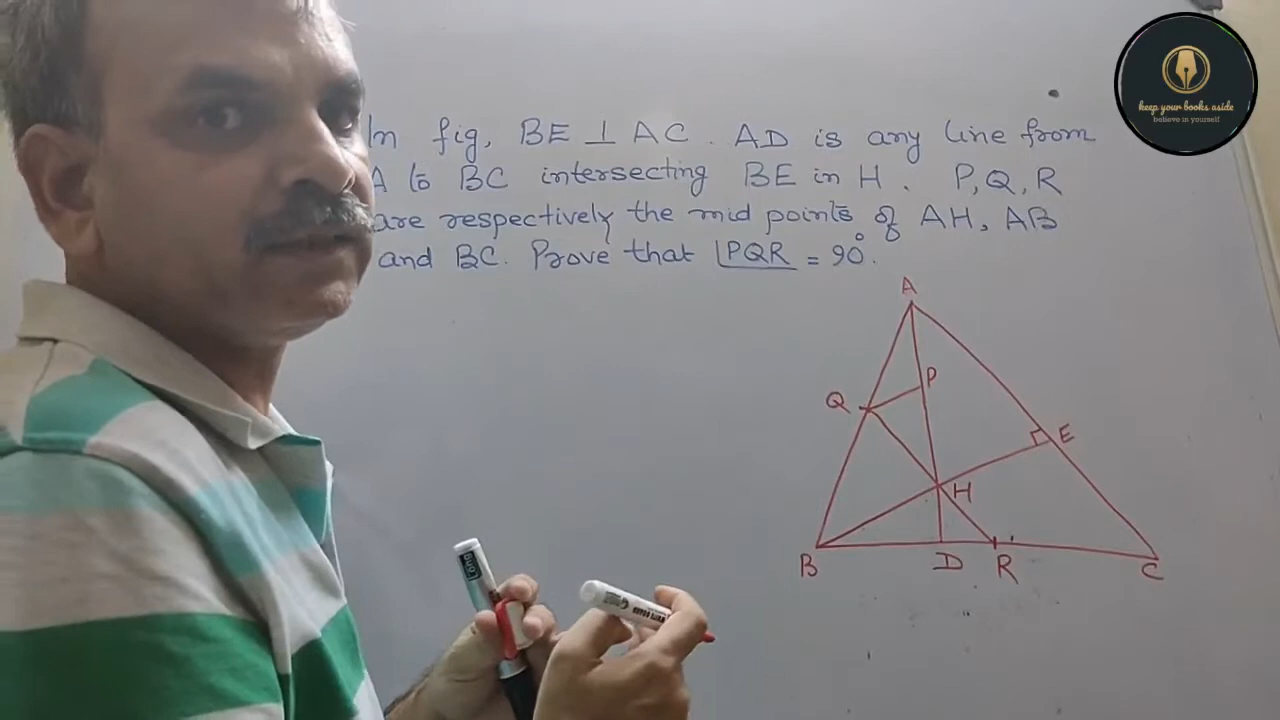 In fig, BE ⊥ AC. AD is any line from
A to BC intersecting BE in H. P, Q, R
are respectively the mid points of AH, AB
and BC. Prove that ∠PQR = 90°.
A
P
Q
E
H
B
D
R
C
keep your books aside
believe in yourself